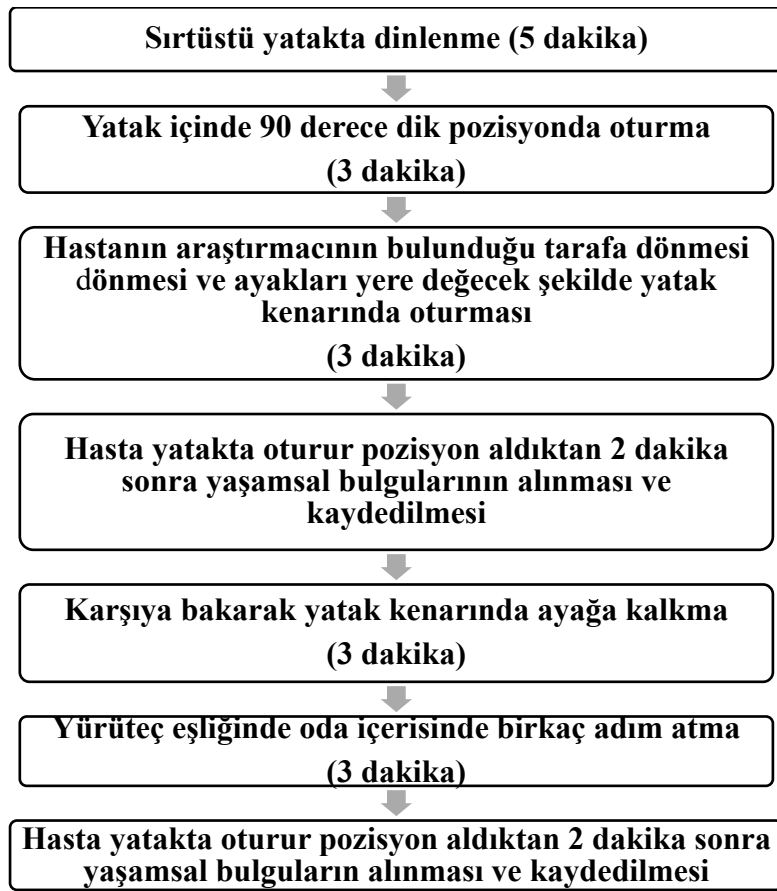 Sırtüstü yatakta dinlenme (5 dakika)
Yatak içinde 90 derece dik pozisyonda oturma
(3 dakika)
Hastanın araştırmacının bulunduğu tarafa dönmesi
dönmesi ve ayakları yere değecek şekilde yatak
kenarında oturması
(3 dakika)
Hasta yatakta oturur pozisyon aldıktan 2 dakika
sonra yaşamsal bulgularının alınması ve
kaydedilmesi
Karşıya bakarak yatak kenarında ayağa kalkma
(3 dakika)
Yürüteç eşliğinde oda içerisinde birkaç adım atma
(3 dakika)
Hasta yatakta oturur pozisyon aldıktan 2 dakika sonra
yaşamsal bulguların alınması ve kaydedilmesi